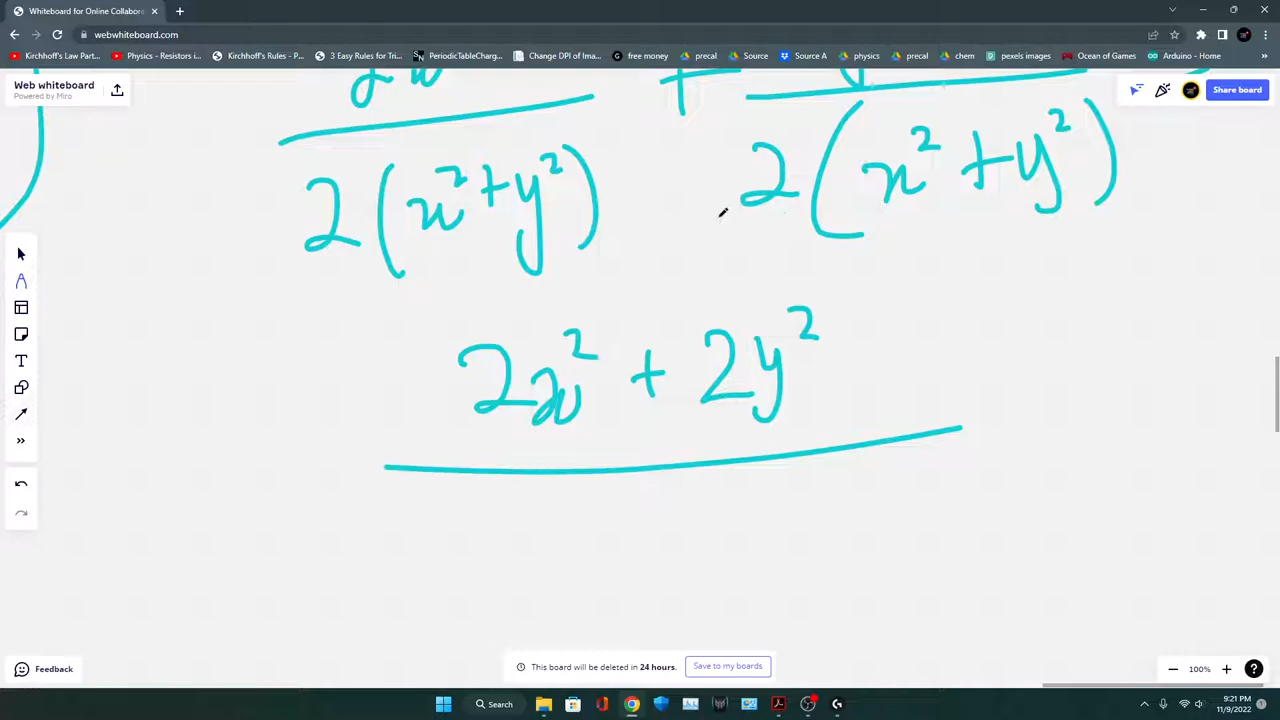 Whiteboard for Online Collabora
webwhiteboard.com
Kirchhoff's Law Part... Physics - Resistors i... Kirchhoff's Rules - P... 3 Easy Rules for Tri... PeriodicTableCharg... Change DPI of Ima... free money precal Source Source A physics precal chem pexels images Ocean of Games Arduino - Home
Web whiteboard
Powered by Miro
Share board
+
2(x²+y²) 2(x²+y²)
2x² + 2y²
Feedback
This board will be deleted in 24 hours. Save to my boards
100%
Search
9:21 PM
11/9/2022